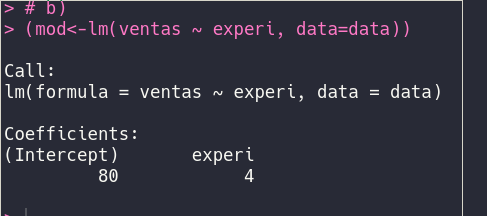 > # b)
> (mod<-lm(ventas ~ experi, data=data))
Call:
lm(formula = ventas ~ experi, data = data)
Coefficients:
(Intercept)       experi
         80            4
>